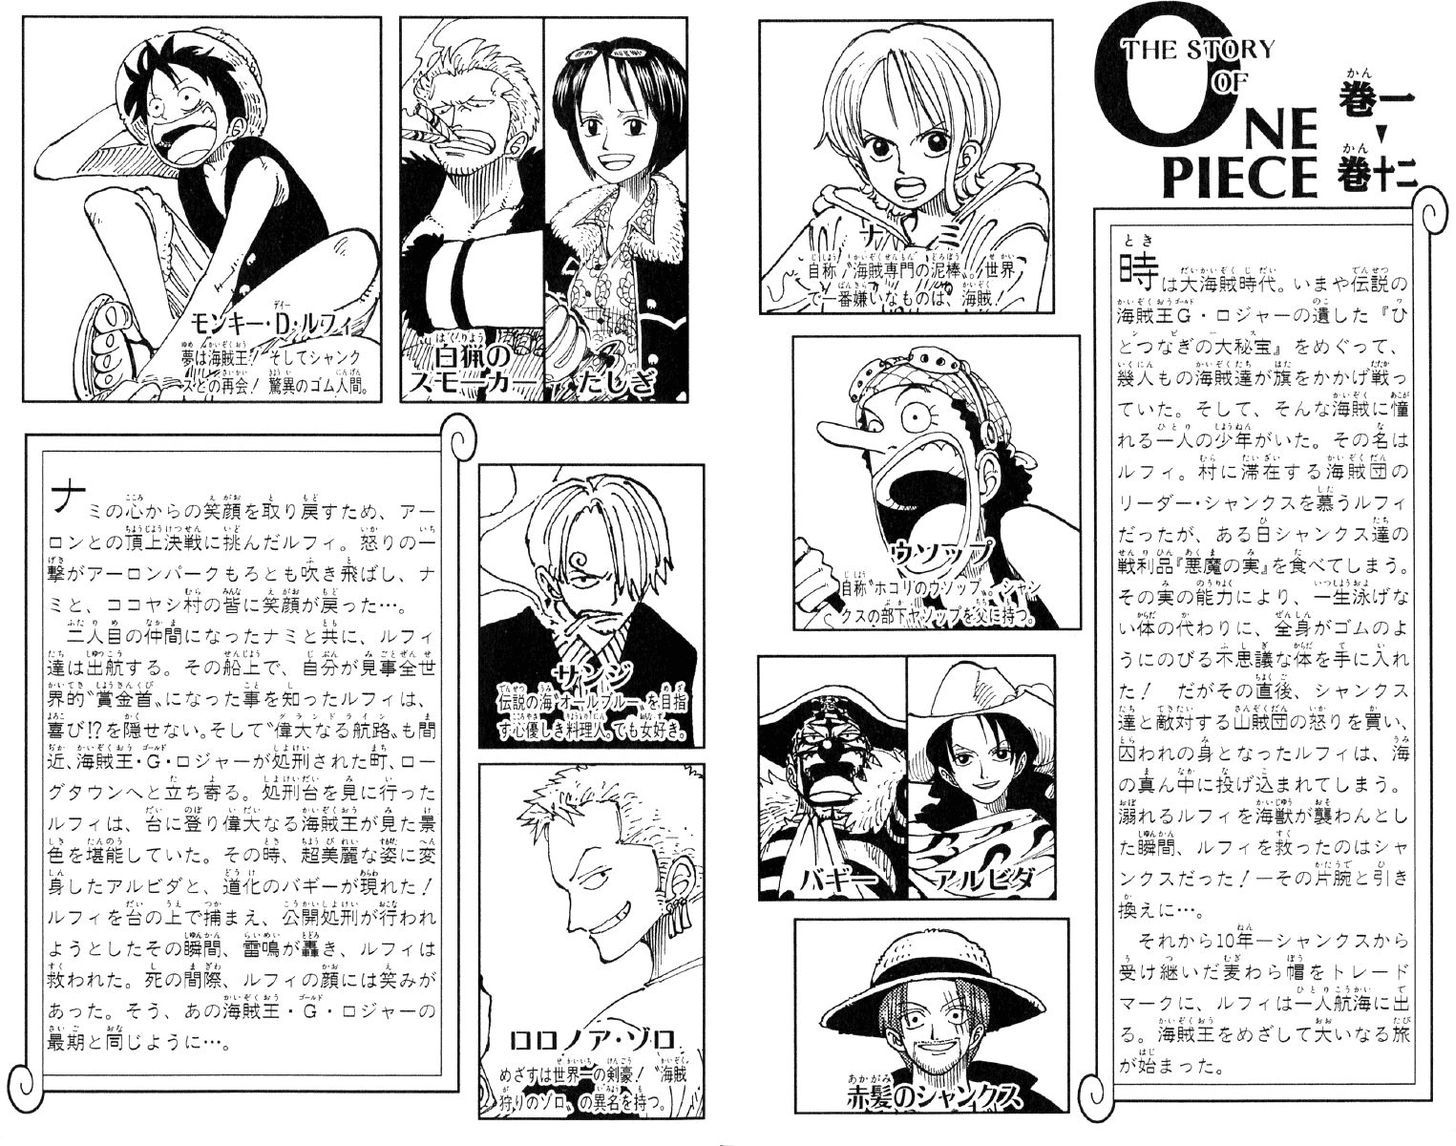 THE STORY
OF
ONE
PIECE
巻一
▼
巻十二
時は大海賊時代。いまや伝説の
海賊王G・ロジャーの遺した『ひ
とつなぎの大秘宝』をめぐって、
幾人もの海賊達が旗をかかげ戦っ
ていた。そして、そんな海賊に憧
れる一人の少年がいた。その名は
ルフィ。村に滞在する海賊団の
リーダー・シャンクスを慕うルフィ
だったが、ある日シャンクス達の
戦利品『悪魔の実』を食べてしまう。
その実の能力により、一生泳げな
い体の代わりに、全身がゴムのよ
うにのびる不思議な体を手に入れ
た！ だがその直後、シャンクス
達と敵対する山賊団の怒りを買い、
囚われの身となったルフィは、海
の真ん中に投げ込まれてしまう。
溺れるルフィを海獣が襲わんとし
た瞬間、ルフィを救ったのはシャ
ンクスだった！―その片腕と引き
換えに…。
それから10年―シャンクスから
受け継いだ麦わら帽をトレード
マークに、ルフィは一人航海に出
る。海賊王をめざして大いなる旅
が始まった。
ナミ
自称〝海賊専門の泥棒〟。世界
で一番嫌いなものは、海賊！
ウソップ
自称〝ホコリのウソップ〟。シャン
クスの部下ヤソップを父に持つ。
バギー
アルビダ
赤髪のシャンクス
モンキー・D・ルフィ
夢は海賊王！ そしてシャンク
スとの再会！ 驚異のゴム人間。
白猟の
スモーカー
たしぎ
サンジ
伝説の海〝オールブルー〟を目指
す心優しき料理人。でも女好き。
ロロノア・ゾロ
めざすは世界一の剣豪！〝海賊
狩りのゾロ〟の異名を持つ。
ナミの心からの笑顔を取り戻すため、アー
ロンとの頂上決戦に挑んだルフィ。怒りの一
撃がアーロンパークもろとも吹き飛ばし、ナ
ミと、ココヤシ村の皆に笑顔が戻った…。
二人目の仲間になったナミと共に、ルフィ
達は出航する。その船上で、自分が見事全世
界的〝賞金首〟になった事を知ったルフィは、
喜び!?を隠せない。そして〝偉大なる航路〟も間
近、海賊王・G・ロジャーが処刑された町、ロー
グタウンへと立ち寄る。処刑台を見に行った
ルフィは、台に登り偉大なる海賊王が見た景
色を堪能していた。その時、超美麗な姿に変
身したアルビダと、道化のバギーが現れた！
ルフィを台の上で捕まえ、公開処刑が行われ
ようとしたその瞬間、雷鳴が轟き、ルフィは
救われた。死の間際、ルフィの顔には笑みが
あった。そう、あの海賊王・G・ロジャーの
最期と同じように…。